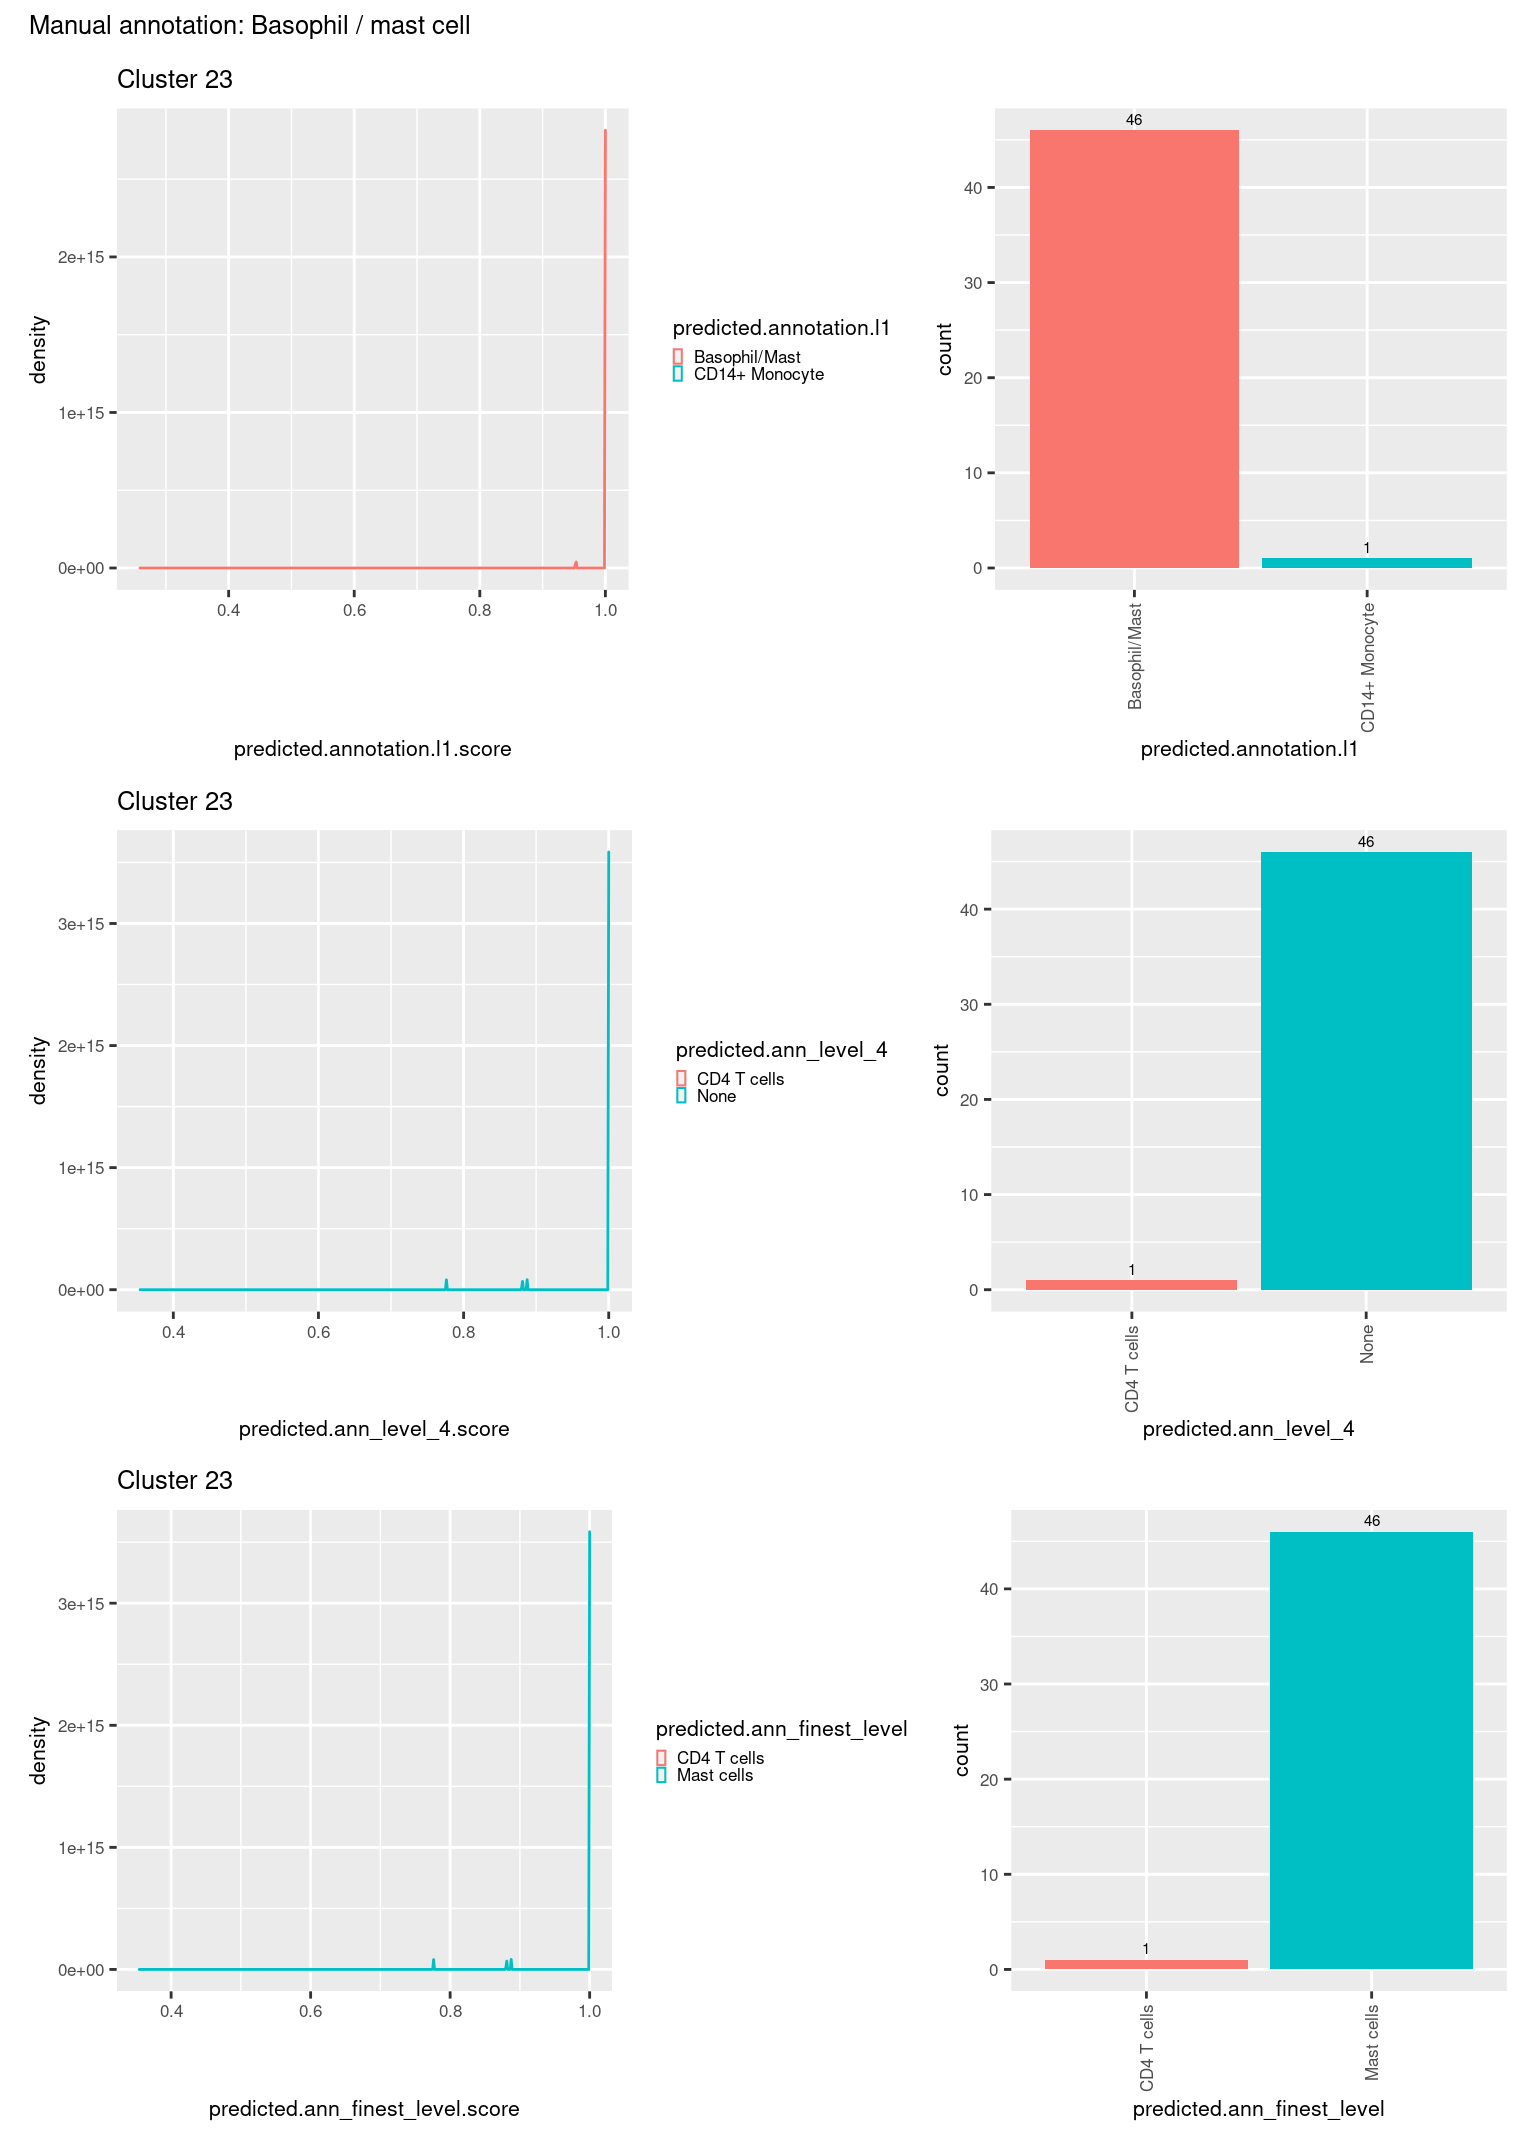 Manual annotation: Basophil / mast cell
Cluster 23
density
2e+15
1e+15
0e+00
0.4 0.6 0.8 1.0
predicted.annotation.l1.score
predicted.annotation.l1
Basophil/Mast
CD14+ Monocyte
count
40
30
20
10
0
46
1
Basophil/Mast
CD14+ Monocyte
predicted.annotation.l1
Cluster 23
density
3e+15
2e+15
1e+15
0e+00
0.4 0.6 0.8 1.0
predicted.ann_level_4.score
predicted.ann_level_4
CD4 T cells
None
count
40
30
20
10
0
1
46
CD4 T cells
None
predicted.ann_level_4
Cluster 23
density
3e+15
2e+15
1e+15
0e+00
0.4 0.6 0.8 1.0
predicted.ann_finest_level.score
predicted.ann_finest_level
CD4 T cells
Mast cells
count
40
30
20
10
0
1
46
CD4 T cells
Mast cells
predicted.ann_finest_level